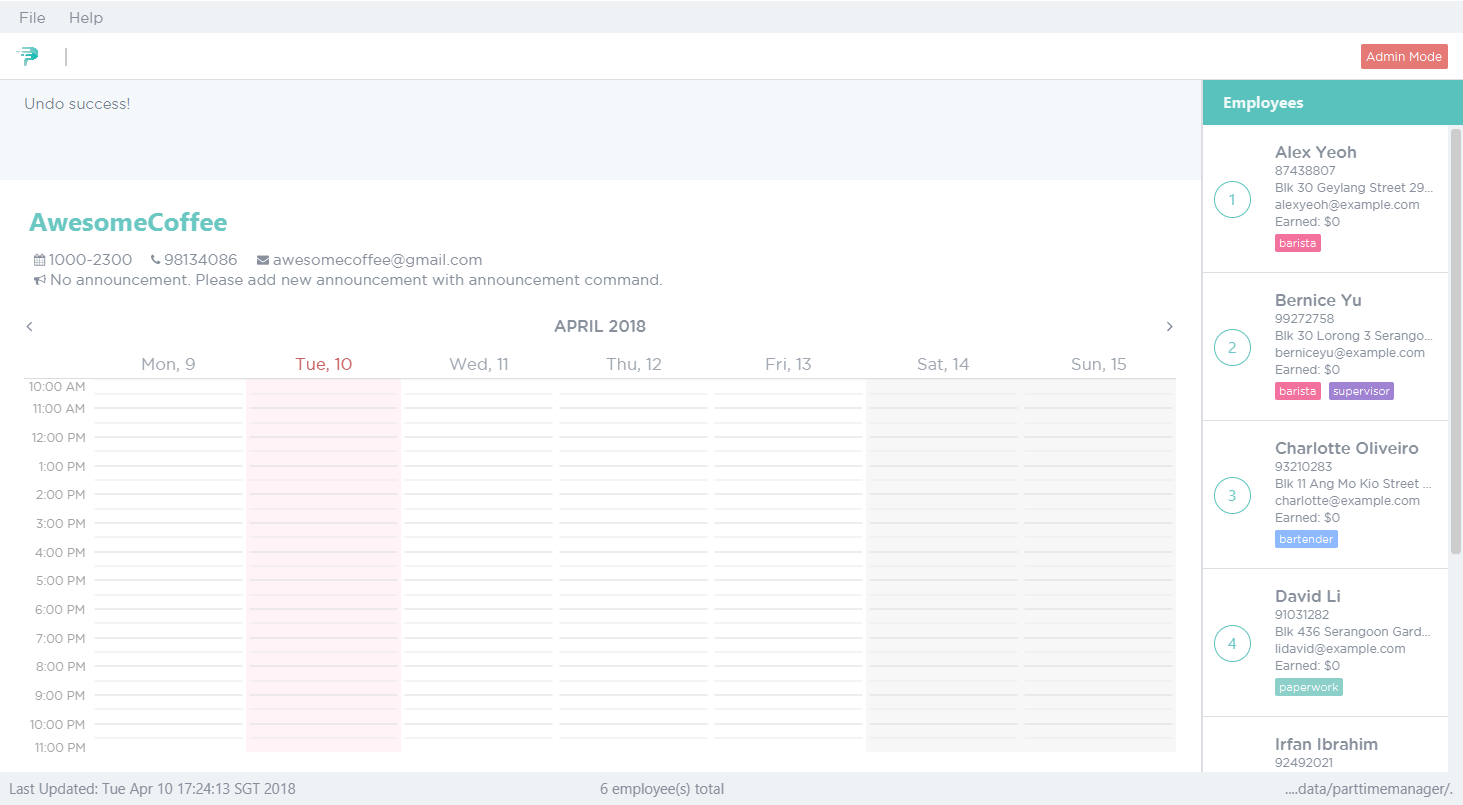 File Help
Admin Mode
Undo success!
AwesomeCoffee
1000-2300 98134086 awesomecoffee@gmail.com
No announcement. Please add new announcement with announcement command.
APRIL 2018
Mon, 9 Tue, 10 Wed, 11 Thu, 12 Fri, 13 Sat, 14 Sun, 15
10:00 AM
11:00 AM
12:00 PM
1:00 PM
2:00 PM
3:00 PM
4:00 PM
5:00 PM
6:00 PM
7:00 PM
8:00 PM
9:00 PM
10:00 PM
11:00 PM
Employees
1
Alex Yeoh
87438807
Blk 30 Geylang Street 29...
alexyeoh@example.com
Earned: $0
barista
2
Bernice Yu
99272758
Blk 30 Lorong 3 Serango...
berniceyu@example.com
Earned: $0
barista supervisor
3
Charlotte Oliveiro
93210283
Blk 11 Ang Mo Kio Street ...
charlotte@example.com
Earned: $0
bartender
4
David Li
91031282
Blk 436 Serangoon Gard...
lidavid@example.com
Earned: $0
paperwork
Irfan Ibrahim
92492021
Last Updated: Tue Apr 10 17:24:13 SGT 2018 6 employee(s) total ....data/parttimemanager/.